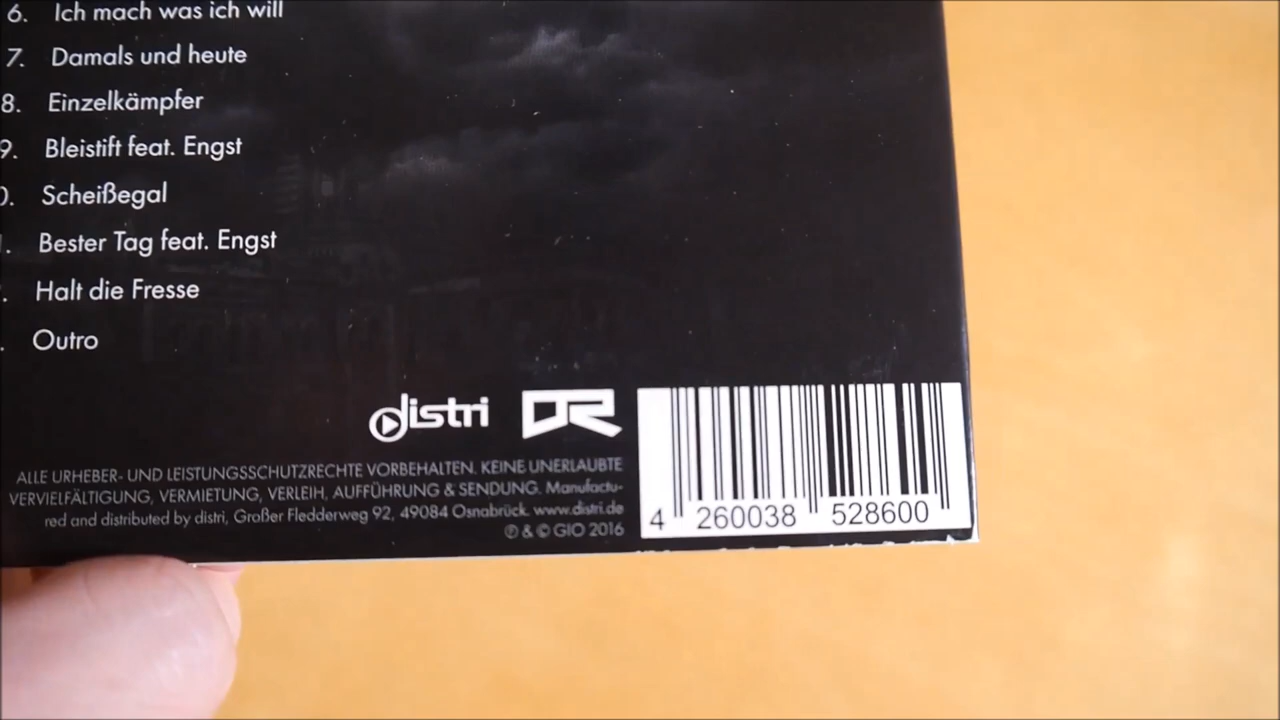 6. Ich mach was ich will
7. Damals und heute
8. Einzelkämpfer
9. Bleistift feat. Engst
0. Scheißegal
. Bester Tag feat. Engst
. Halt die Fresse
. Outro
distri DR
ALLE URHEBER- UND LEISTUNGSSCHUTZRECHTE VORBEHALTEN. KEINE UNERLAUBTE
VERVIELFÄLTIGUNG, VERMIETUNG, VERLEIH, AUFFÜHRUNG & SENDUNG. Manufactu-
red and distributed by distri, Großer Fledderweg 92, 49084 Osnabrück. www.distri.de
℗ & © GIO 2016
4 260038 528600